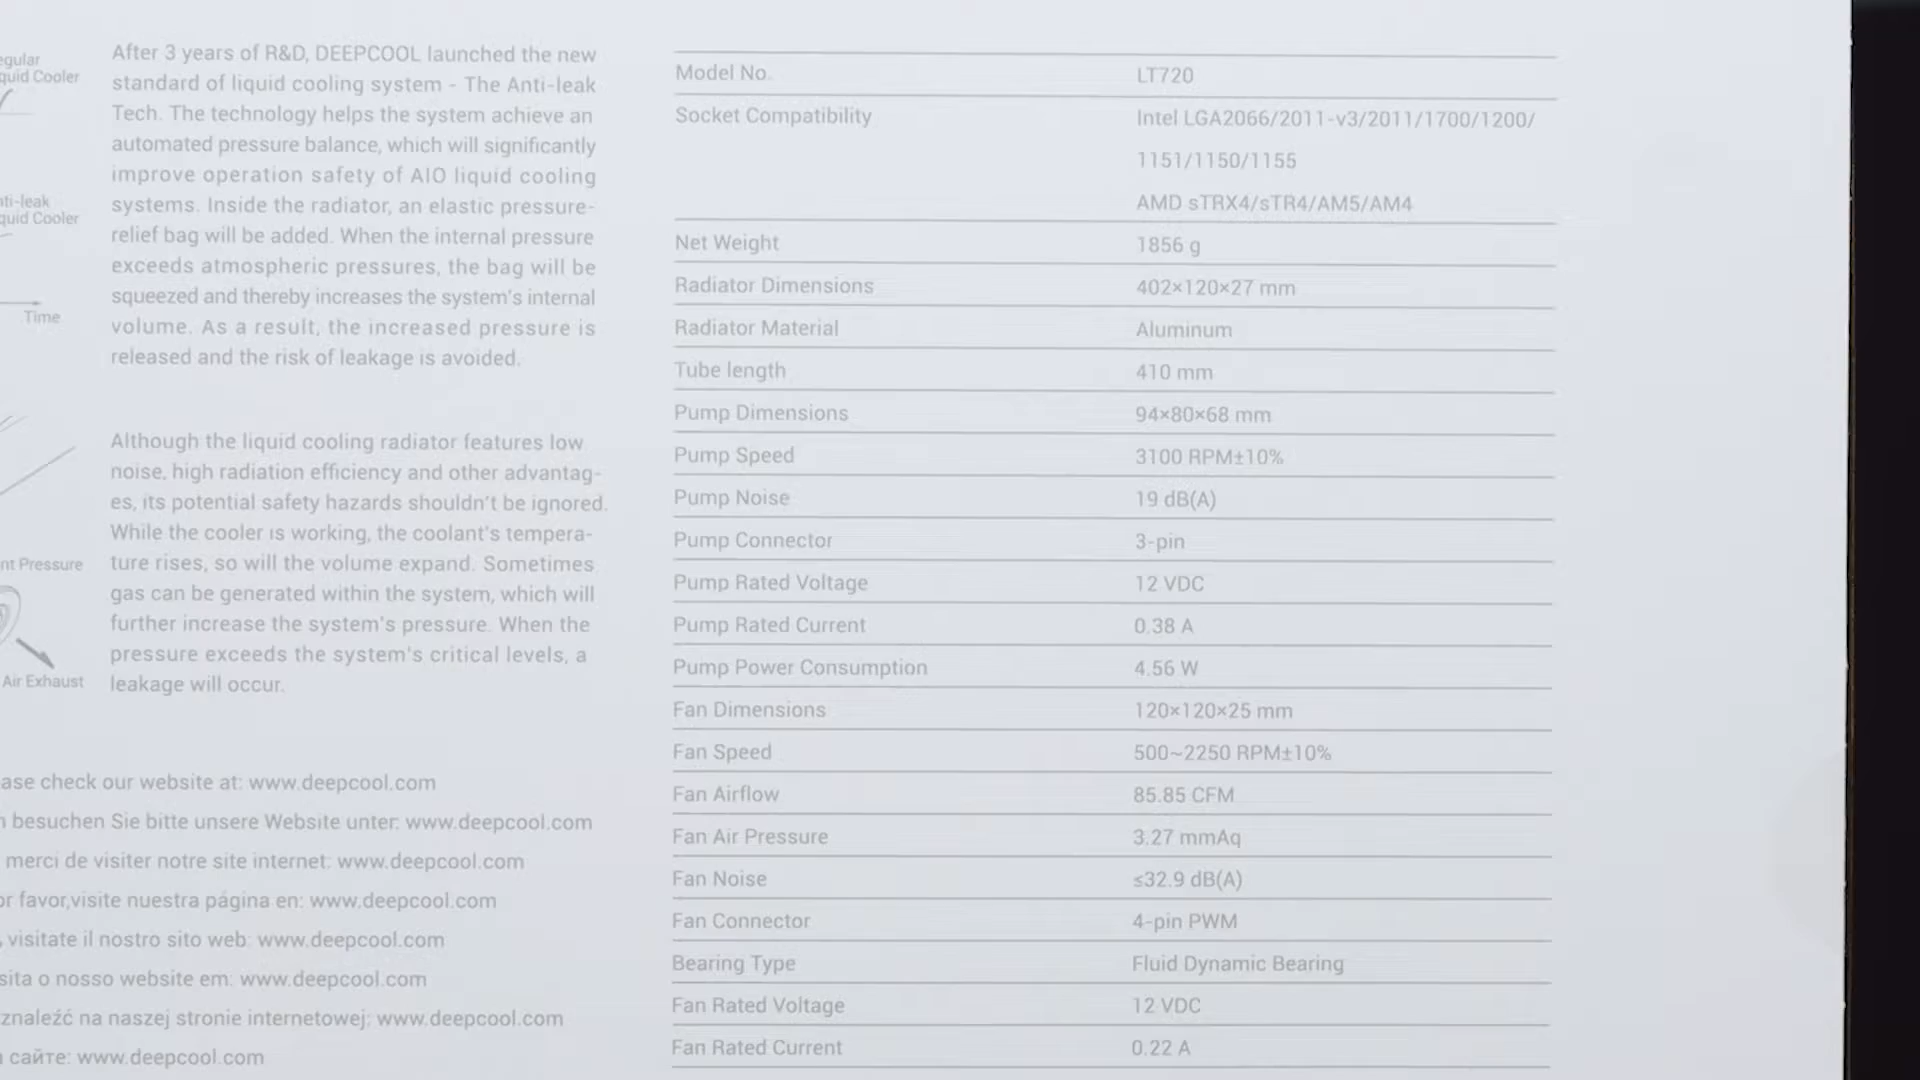 egular
quid Cooler
nti-leak
quid Cooler
Time
nt Pressure
Air Exhaust
After 3 years of R&D, DEEPCOOL launched the new
standard of liquid cooling system - The Anti-leak
Tech. The technology helps the system achieve an
automated pressure balance, which will significantly
improve operation safety of AIO liquid cooling
systems. Inside the radiator, an elastic pressure-
relief bag will be added. When the internal pressure
exceeds atmospheric pressures, the bag will be
squeezed and thereby increases the system's internal
volume. As a result, the increased pressure is
released and the risk of leakage is avoided.
Although the liquid cooling radiator features low
noise, high radiation efficiency and other advantag-
es, its potential safety hazards shouldn't be ignored.
While the cooler is working, the coolant's tempera-
ture rises, so will the volume expand. Sometimes
gas can be generated within the system, which will
further increase the system's pressure. When the
pressure exceeds the system's critical levels, a
leakage will occur.
ase check our website at: www.deepcool.com
n besuchen Sie bitte unsere Website unter: www.deepcool.com
merci de visiter notre site internet: www.deepcool.com
or favor,visite nuestra página en: www.deepcool.com
, visitate il nostro sito web: www.deepcool.com
sita o nosso website em: www.deepcool.com
znaleźć na naszej stronie internetowej: www.deepcool.com
сайте: www.deepcool.com
Model No. LT720
Socket Compatibility Intel LGA2066/2011-v3/2011/1700/1200/
1151/1150/1155
AMD sTRX4/sTR4/AM5/AM4
Net Weight 1856 g
Radiator Dimensions 402×120×27 mm
Radiator Material Aluminum
Tube length 410 mm
Pump Dimensions 94×80×68 mm
Pump Speed 3100 RPM±10%
Pump Noise 19 dB(A)
Pump Connector 3-pin
Pump Rated Voltage 12 VDC
Pump Rated Current 0.38 A
Pump Power Consumption 4.56 W
Fan Dimensions 120×120×25 mm
Fan Speed 500~2250 RPM±10%
Fan Airflow 85.85 CFM
Fan Air Pressure 3.27 mmAq
Fan Noise ≤32.9 dB(A)
Fan Connector 4-pin PWM
Bearing Type Fluid Dynamic Bearing
Fan Rated Voltage 12 VDC
Fan Rated Current 0.22 A